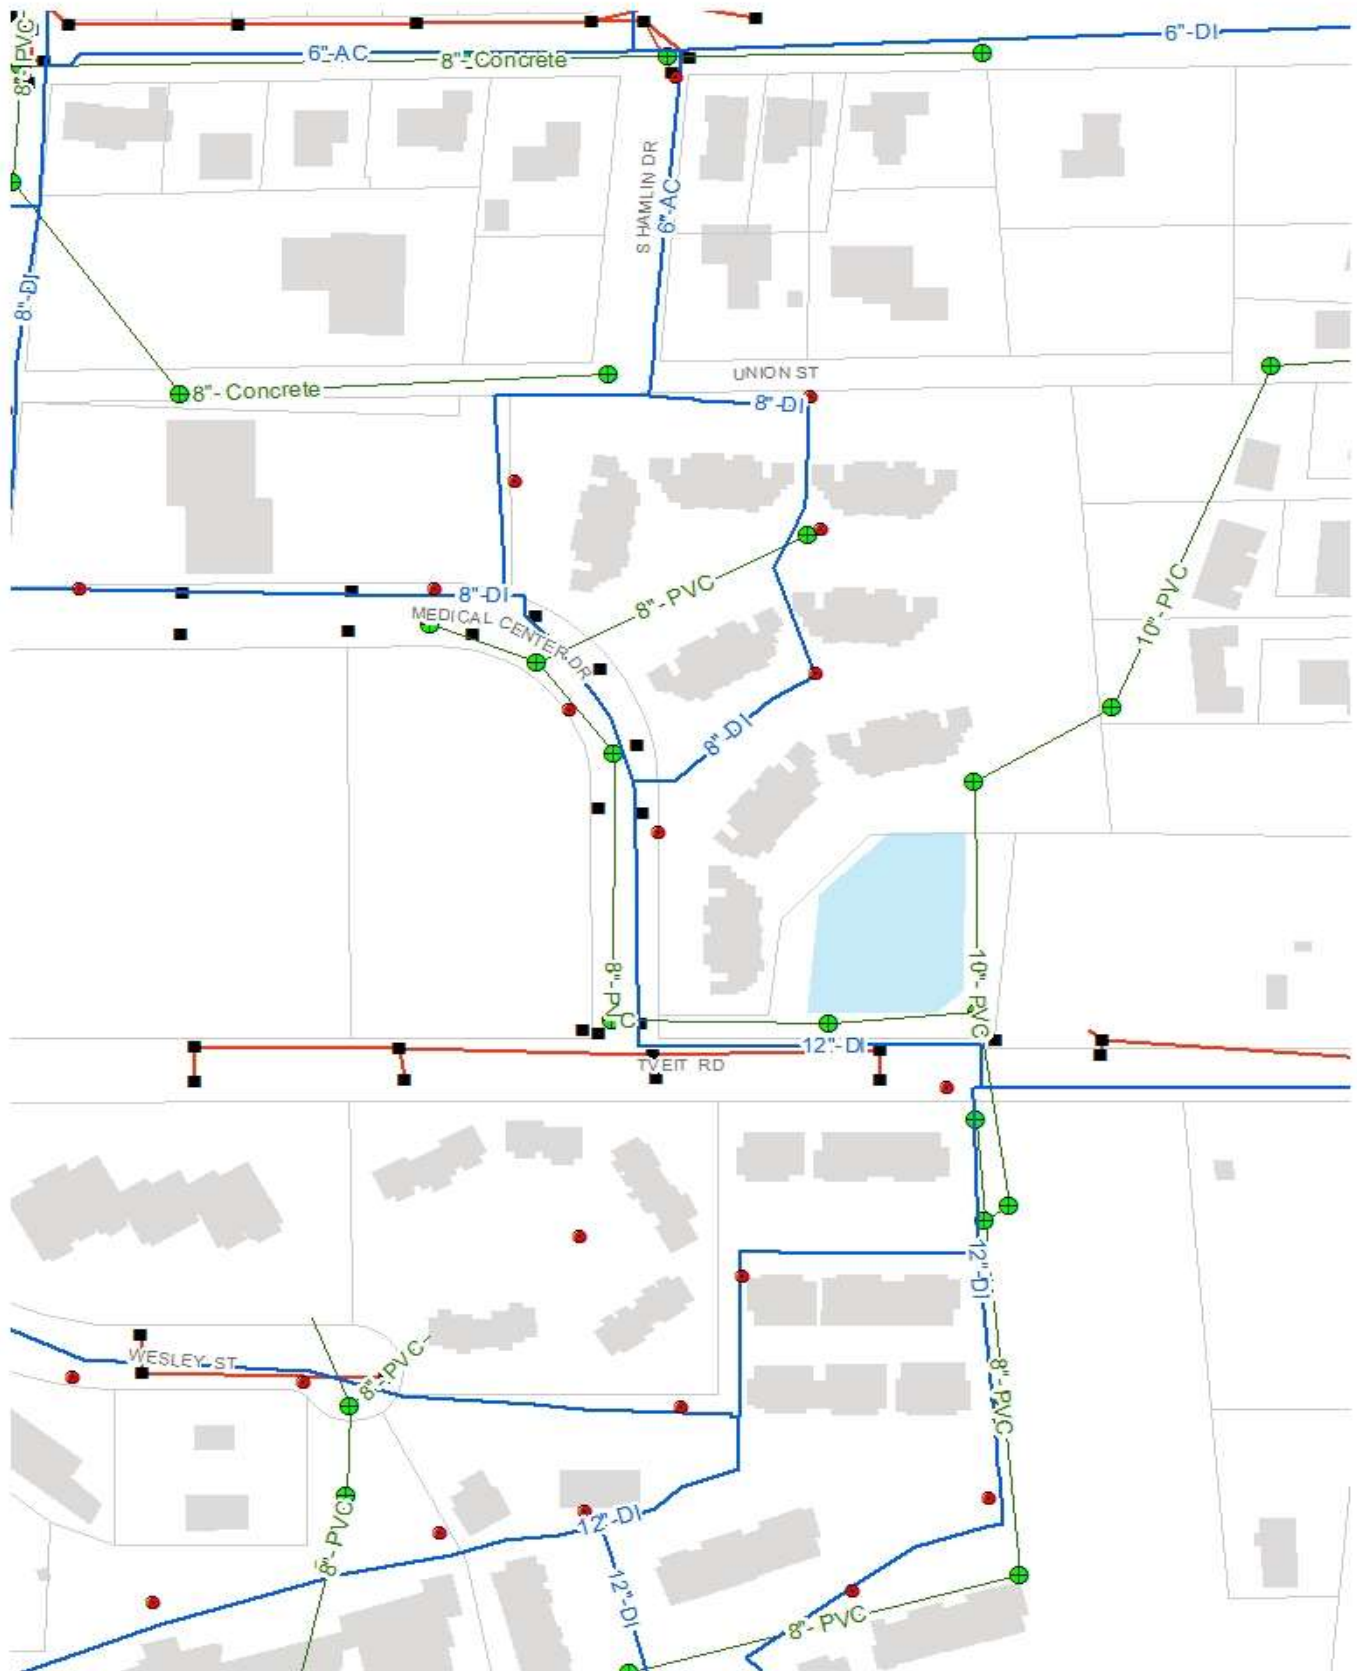 8"-PVC-
6"-AC
8"-Concrete
6"-DI
S HAMLIN DR
6"-AC
8"-DI
UNION ST
8"- Concrete
8"-DI
8"-PVC
10"- PVC
8"-DI
MEDICAL CENTER DR
8"-DI
8"- PVC
10"- PVC
12"-DI
TVEIT RD
12"-DI
WESLEY ST
8"-PVC-
8"-PVC
8"-PVC
12"-DI
12"-DI
8"- PVC